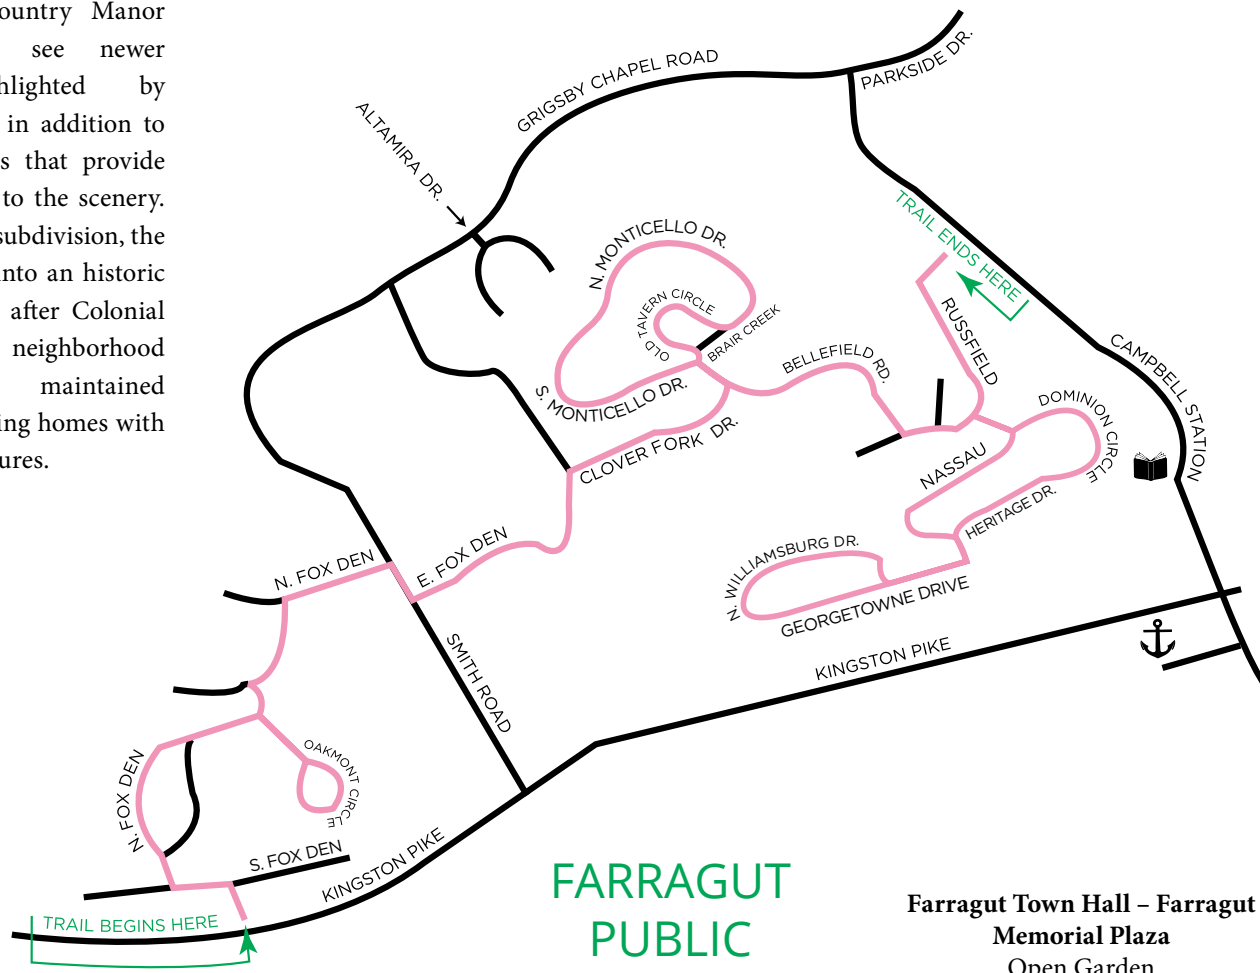 ountry Manor
see newer
hlighted by
in addition to
s that provide
to the scenery.
subdivision, the
nto an historic
after Colonial
neighborhood
maintained
ing homes with
ures.
PARKSIDE DR.
GRIGSBY CHAPEL ROAD
ALTAMIRA DR.
TRAIL ENDS HERE
N. MONTICELLO DR.
OLD TAVERN CIRCLE
BRAIR CREEK
RUSSFIELD
BELLEFIELD RD.
CAMPBELL STATION
S. MONTICELLO DR.
DOMINION CIRCLE
CLOVER FORK DR.
NASSAU
HERITAGE DR.
E. FOX DEN
N. FOX DEN
N. WILLIAMSBURG DR.
GEORGETOWNE DRIVE
SMITH ROAD
KINGSTON PIKE
OAKMONT CIRCLE
N. FOX DEN
S. FOX DEN
KINGSTON PIKE
TRAIL BEGINS HERE
FARRAGUT
PUBLIC
Farragut Town Hall – Farragut
Memorial Plaza
Open Garden